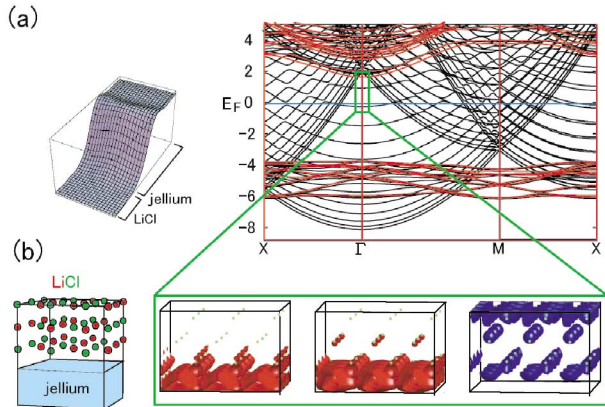 (a)
jellium
LiCl
4
2
E_F 0
−2
−4
−6
−8
X Γ M X
(b)
LiCl
jellium